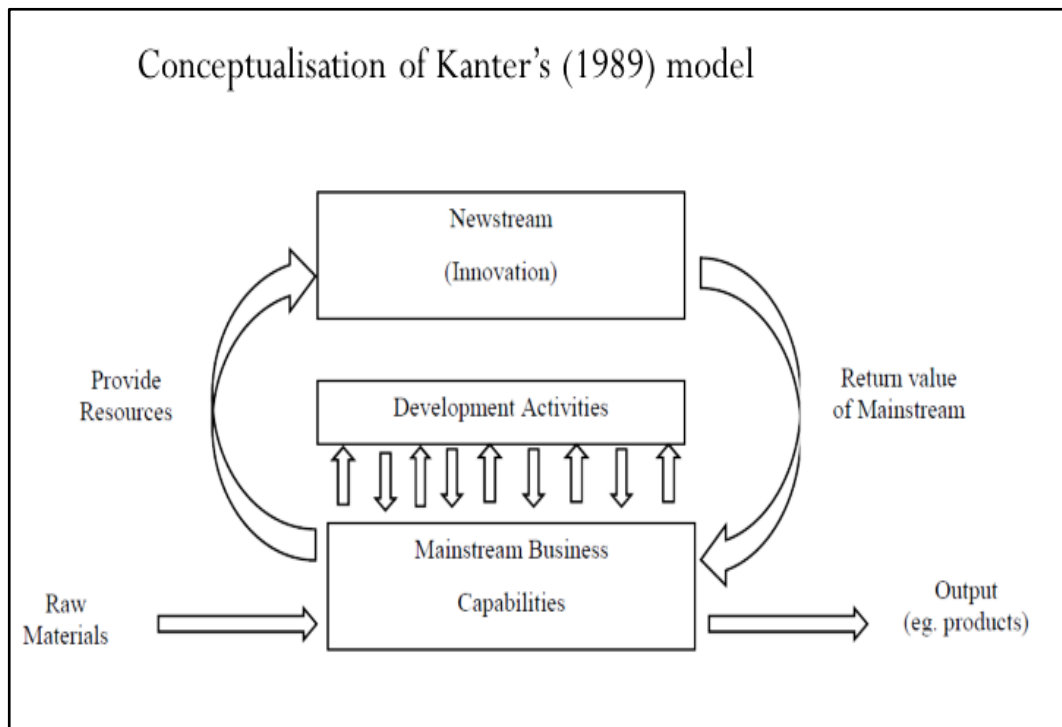 Conceptualisation of Kanter's (1989) model
Newstream
(Innovation)
Provide
Resources
Return value
of Mainstream
Development Activities
Mainstream Business
Capabilities
Raw
Materials
Output
(eg. products)